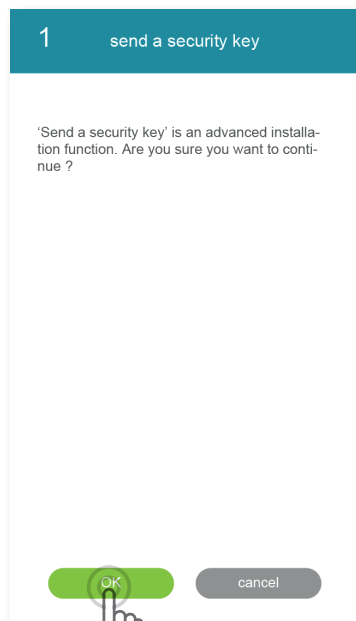 1 send a security key
‘Send a security key’ is an advanced installa-
tion function. Are you sure you want to conti-
nue ?
OK cancel